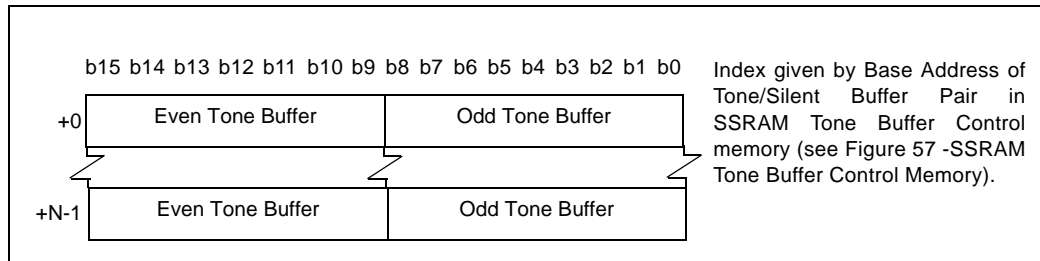 b15 b14 b13 b12 b11 b10 b9 b8 b7 b6 b5 b4 b3 b2 b1 b0
+0 Even Tone Buffer Odd Tone Buffer
+N-1 Even Tone Buffer Odd Tone Buffer
Index given by Base Address of
Tone/Silent Buffer Pair in
SSRAM Tone Buffer Control
memory (see Figure 57 -SSRAM
Tone Buffer Control Memory).